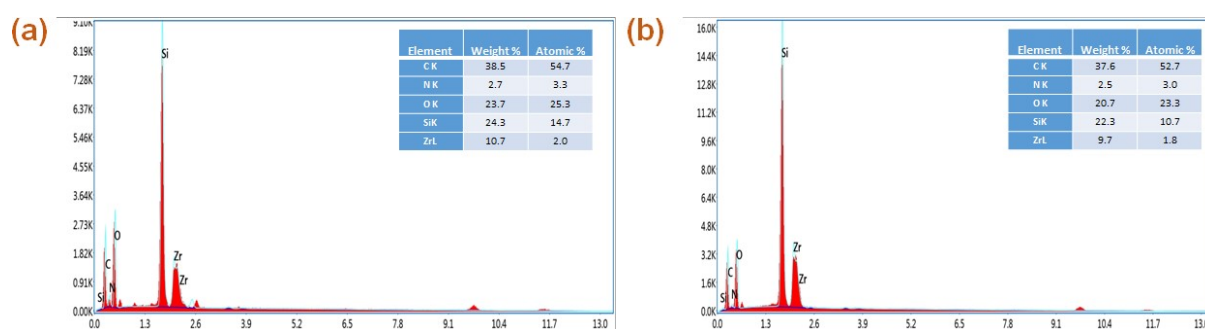 (a)
9.10K
8.19K
7.28K
6.37K
5.46K
4.55K
3.64K
2.73K
1.82K
0.91K
0.00K
Si
Si
C
N
O
Zr
Zr
0.0 1.3 2.6 3.9 5.2 6.5 7.8 9.1 10.4 11.7 13.0
Element Weight % Atomic %
C K 38.5 54.7
N K 2.7 3.3
O K 23.7 25.3
SiK 24.3 14.7
ZrL 10.7 2.0
(b)
16.0K
14.4K
12.8K
11.2K
9.6K
8.0K
6.4K
4.8K
3.2K
1.6K
0.0K
Si
Si
C
N
O
Zr
Zr
0.0 1.3 2.6 3.9 5.2 6.5 7.8 9.1 10.4 11.7
Element Weight % Atomic %
C K 37.6 52.7
N K 2.5 3.0
O K 20.7 23.3
SiK 22.3 10.7
ZrL 9.7 1.8